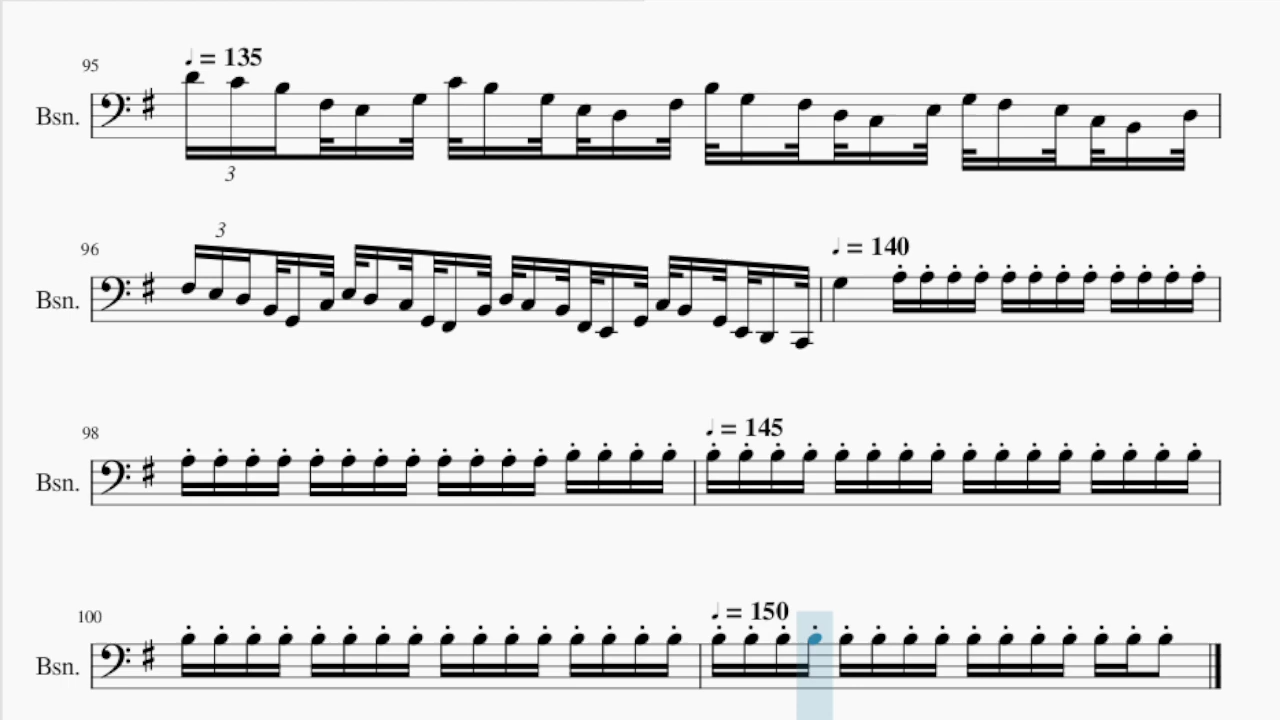 ♩ = 135
95
Bsn.
3
3
96
♩ = 140
Bsn.
98
♩ = 145
Bsn.
100
♩ = 150
Bsn.